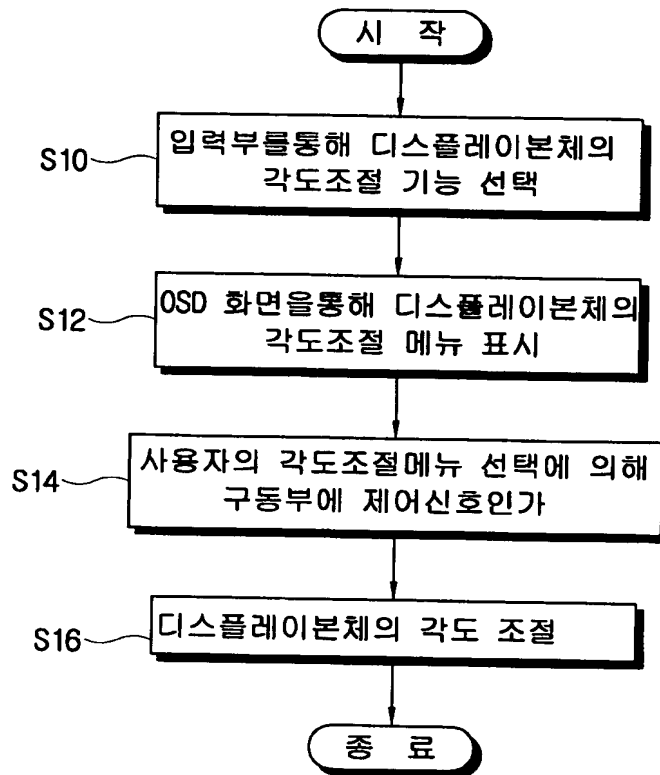 시 작
S10
입력부를통해 디스플레이본체의
각도조절 기능 선택
S12
OSD 화면을통해 디스플레이본체의
각도조절 메뉴 표시
S14
사용자의 각도조절메뉴 선택에 의해
구동부에 제어신호인가
S16
디스플레이본체의 각도 조절
종 료